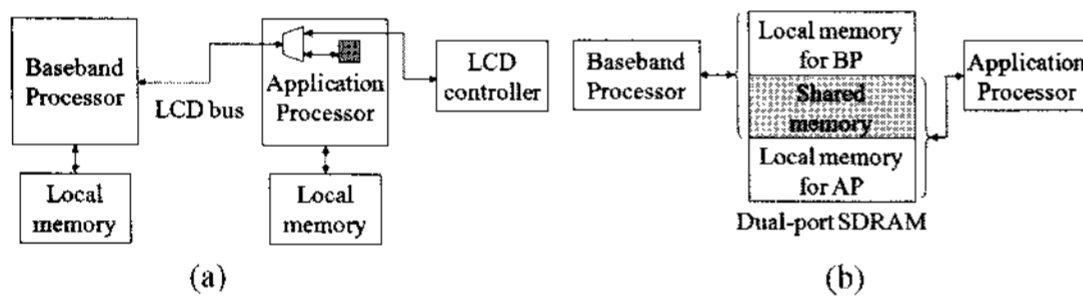 Baseband
Processor
LCD bus
Application
Processor
LCD
controller
Local
memory
Local
memory
(a)
Baseband
Processor
Local memory
for BP
Shared
memory
Local memory
for AP
Dual-port SDRAM
Application
Processor
(b)